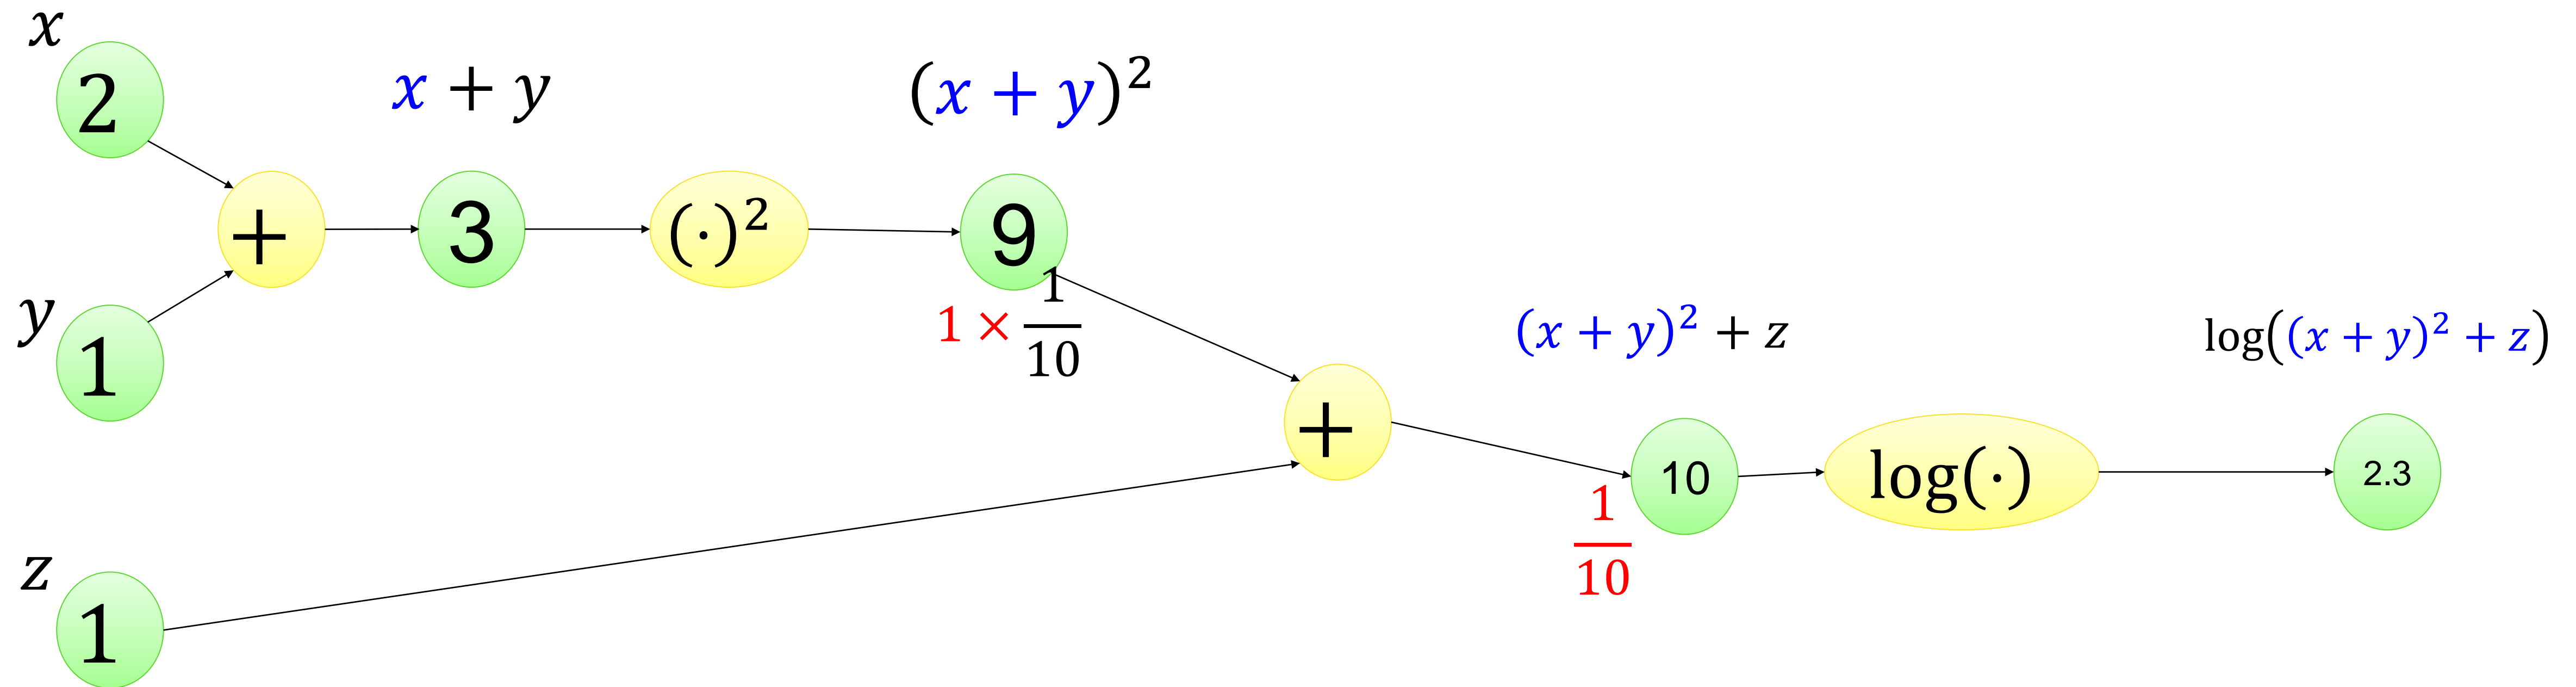 x
2
x + y
(x + y)²
+
3
(·)²
9
y
1
1 × 1/10
(x + y)² + z
log((x + y)² + z)
+
10
log(·)
2.3
1/10
z
1